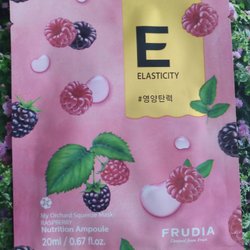 E
ELASTICITY
#영양탄력
My Orchard Squeeze Mask
RASPBERRY
Nutrition Ampoule
20ml / 0.67 fl.oz.
FRUDIA